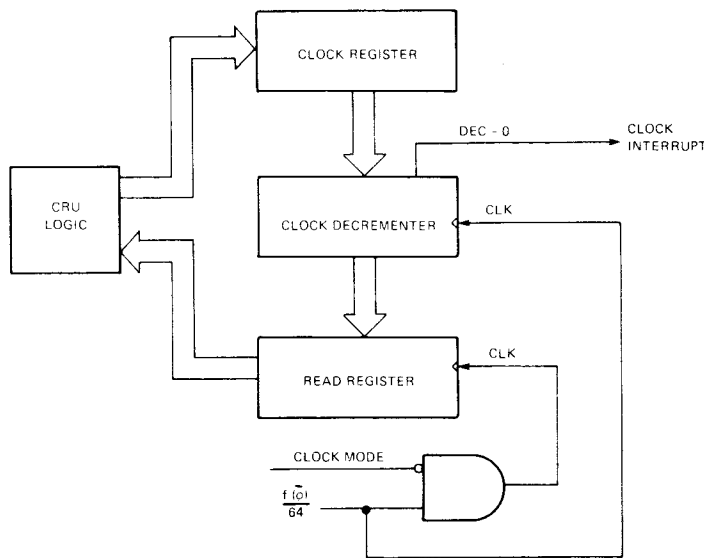 CLOCK REGISTER
DEC - 0
CLOCK
INTERRUPT
CRU
LOGIC
CLOCK DECREMENTER
CLK
READ REGISTER
CLK
CLOCK MODE
f (ø̄)
64